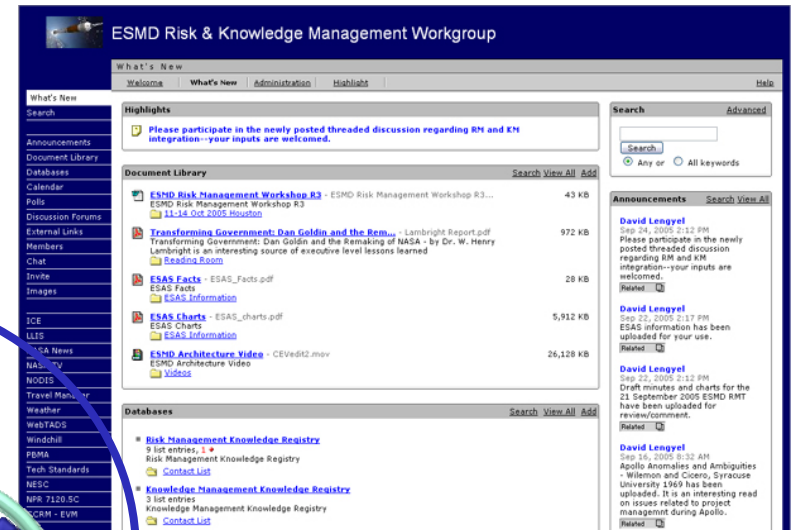 ESMD Risk & Knowledge Management Workgroup
What's New
Welcome
What's New
Administration
Highlight
Help
What's New
Search
Announcements
Document Library
Databases
Calendar
Polls
Discussion Forums
External Links
Members
Chat
Invite
Images
ICE
LLIS
NASA News
NASA TV
NODIS
Travel Manager
Weather
WebTADS
Windchill
PBMA
Tech Standards
NESC
NPR 7120.5C
SCRM - EVM
Highlights
Please participate in the newly posted threaded discussion regarding RM and KM
integration--your inputs are welcomed.
Document Library
Search View All Add
ESMD Risk Management Workshop R3 - ESMD Risk Management Workshop R3... 43 KB
ESMD Risk Management Workshop R3
11-14 Oct 2005 Houston
Transforming Government: Dan Goldin and the Rem... - Lambright Report.pdf 972 KB
Transforming Government: Dan Goldin and the Remaking of NASA - by Dr. W. Henry
Lambright is an interesting source of executive level lessons learned
Reading Room
ESAS Facts - ESAS_Facts.pdf 28 KB
ESAS Facts
ESAS Information
ESAS Charts - ESAS_charts.pdf 5,912 KB
ESAS Charts
ESAS Information
ESMD Architecture Video - CEVedit2.mov 26,128 KB
ESMD Architecture Video
Videos
Databases
Search View All Add
Risk Management Knowledge Registry
9 list entries, 1
Risk Management Knowledge Registry
Contact List
Knowledge Management Knowledge Registry
3 list entries
Knowledge Management Knowledge Registry
Contact List
Search
Advanced
Search
Any or All keywords
Announcements
Search View All
David Lengyel
Sep 24, 2005 2:12 PM
Please participate in the newly
posted threaded discussion
regarding RM and KM
integration--your inputs are
welcomed.
Related
David Lengyel
Sep 22, 2005 2:17 PM
ESAS information has been
uploaded for your use.
Related
David Lengyel
Sep 22, 2005 2:12 PM
Draft minutes and charts for the
21 September 2005 ESMD RMT
have been uploaded for
review/comment.
Related
David Lengyel
Sep 16, 2005 8:32 AM
Apollo Anomalies and Ambiguities
- Wilemon and Cicero, Syracuse
University 1969 has been
uploaded. It is an interesting read
on issues related to project
managemnt during Apollo.
Related